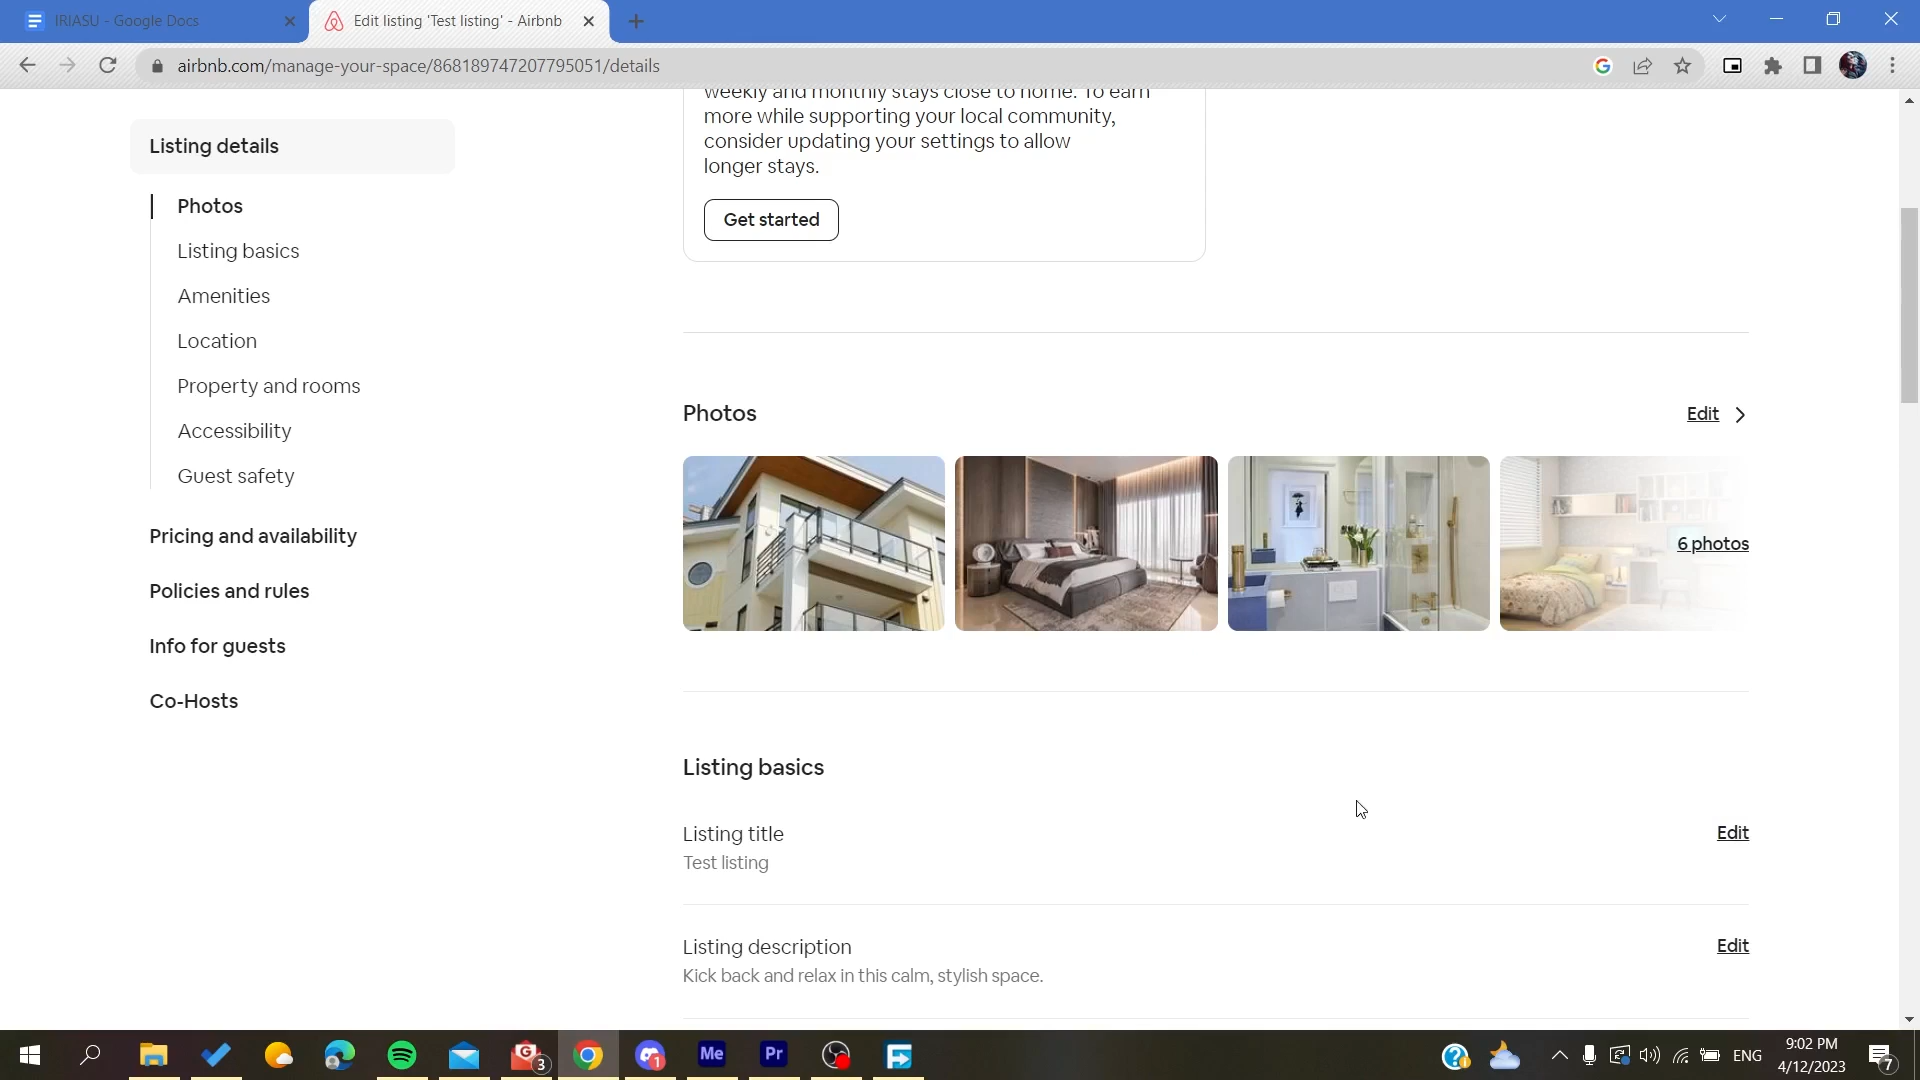 IRIASU - Google Docs
Edit listing 'Test listing' - Airbnb
airbnb.com/manage-your-space/868189747207795051/details
Listing details
Photos
Listing basics
Amenities
Location
Property and rooms
Accessibility
Guest safety
Pricing and availability
Policies and rules
Info for guests
Co-Hosts
weekly and monthly stays close to home. To earn
more while supporting your local community,
consider updating your settings to allow
longer stays.
Get started
Photos
Edit
6 photos
Listing basics
Listing title
Edit
Test listing
Listing description
Edit
Kick back and relax in this calm, stylish space.
G 3
1
Me
Pr
ENG
9:02 PM
4/12/2023
7